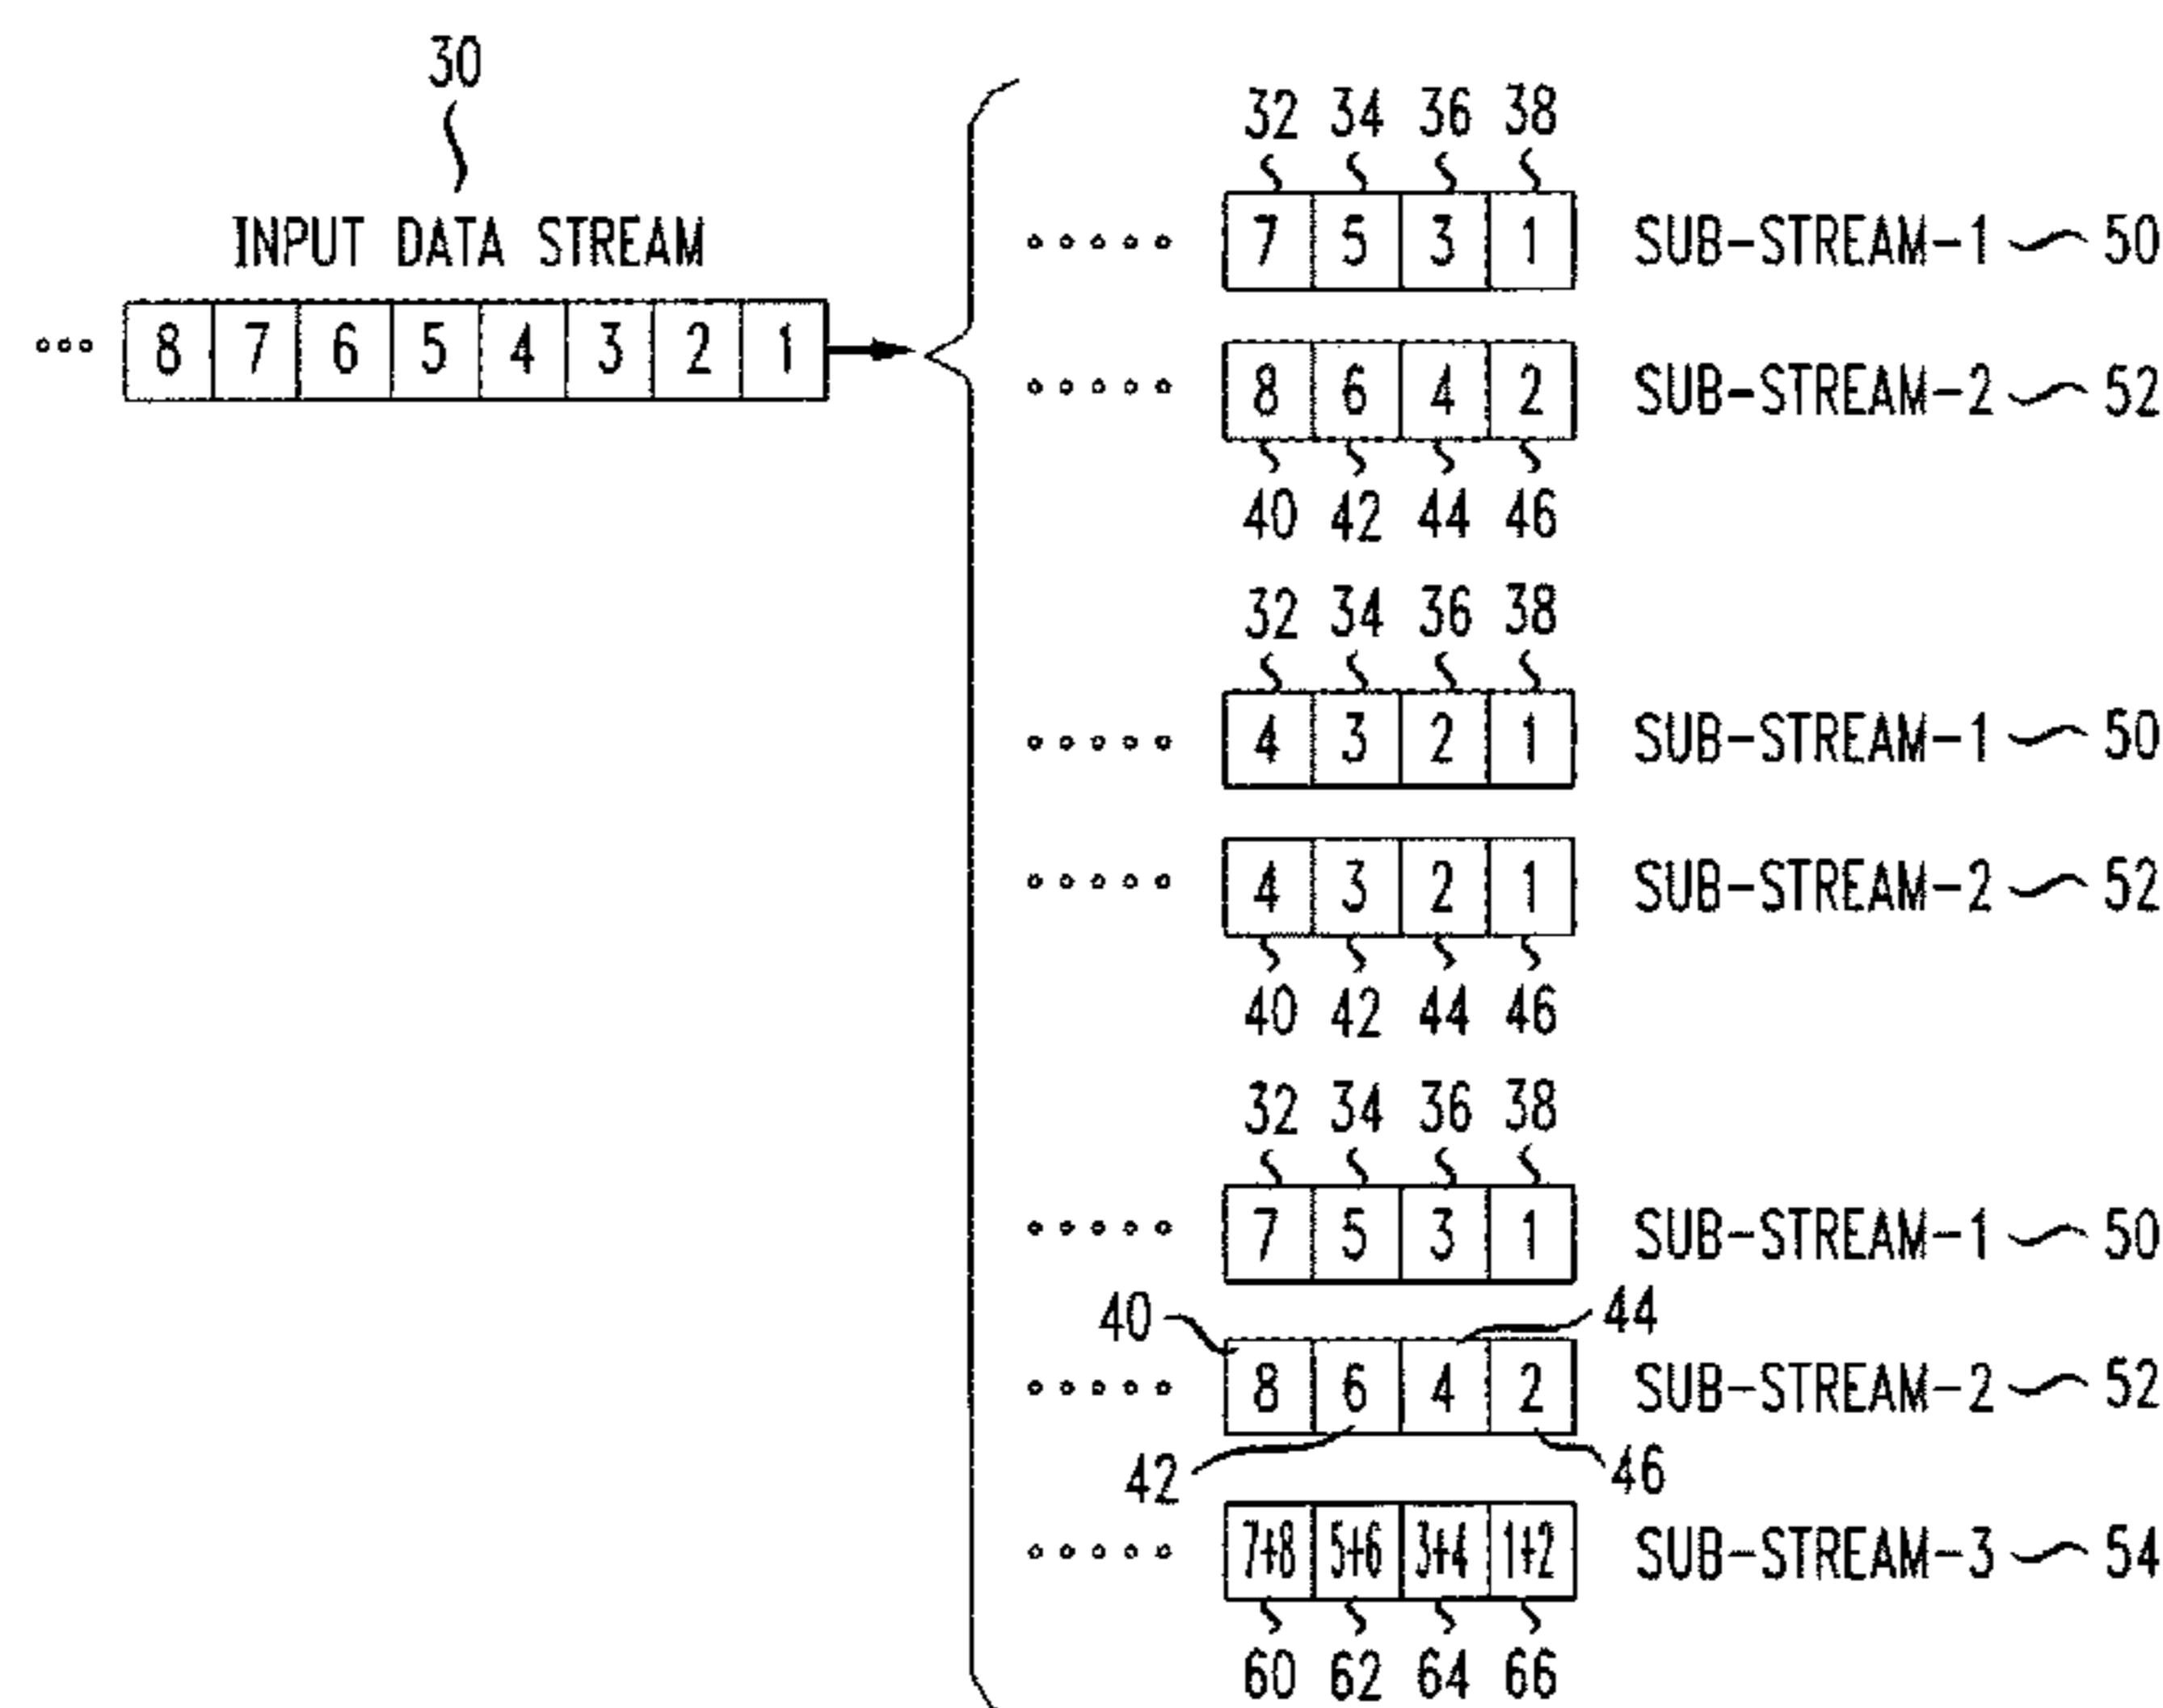 30
INPUT DATA STREAM
8 7 6 5 4 3 2 1
32 34 36 38
7 5 3 1 SUB-STREAM-1 50
8 6 4 2 SUB-STREAM-2 52
40 42 44 46
32 34 36 38
4 3 2 1 SUB-STREAM-1 50
4 3 2 1 SUB-STREAM-2 52
40 42 44 46
32 34 36 38
7 5 3 1 SUB-STREAM-1 50
40 44
8 6 4 2 SUB-STREAM-2 52
42 46
7+8 5+6 3+4 1+2 SUB-STREAM-3 54
60 62 64 66